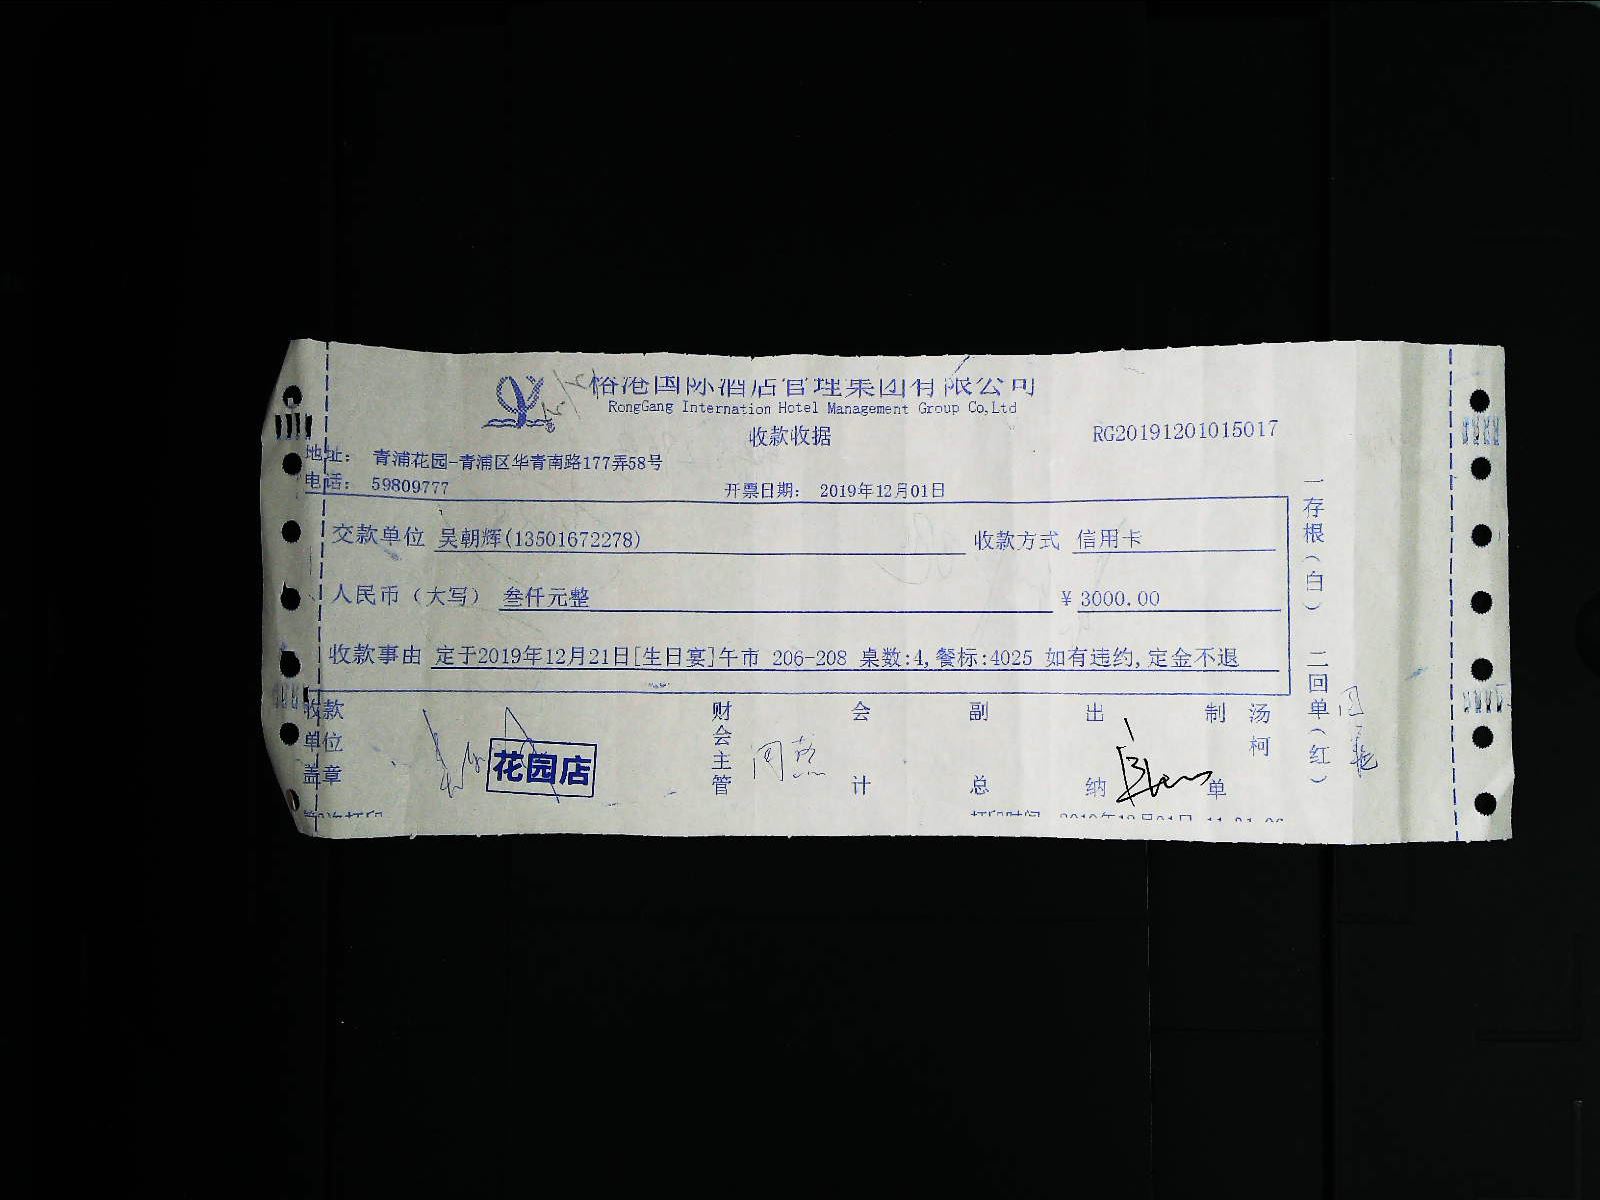 国际酒店管理集团有限公司
RongGang Internation Hotel Management Group Co,Ltd
收款收据
RG20191201015017
地址： 青浦花园-青浦区华青南路177弄58号
电话： 59809777
开票日期： 2019年12月01日
交款单位 吴朝辉(13501672278) 收款方式 信用卡
人民币（大写） 叁仟元整 ¥ 3000.00
收款事由 定于2019年12月21日[生日宴]午市 206-208 桌数:4,餐标:4025 如有违约,定金不退
收款单位盖章
花园店
财会主管
会计
副总
出纳
制单
汤柯
一存根（白） 二回单（红）
打印时间